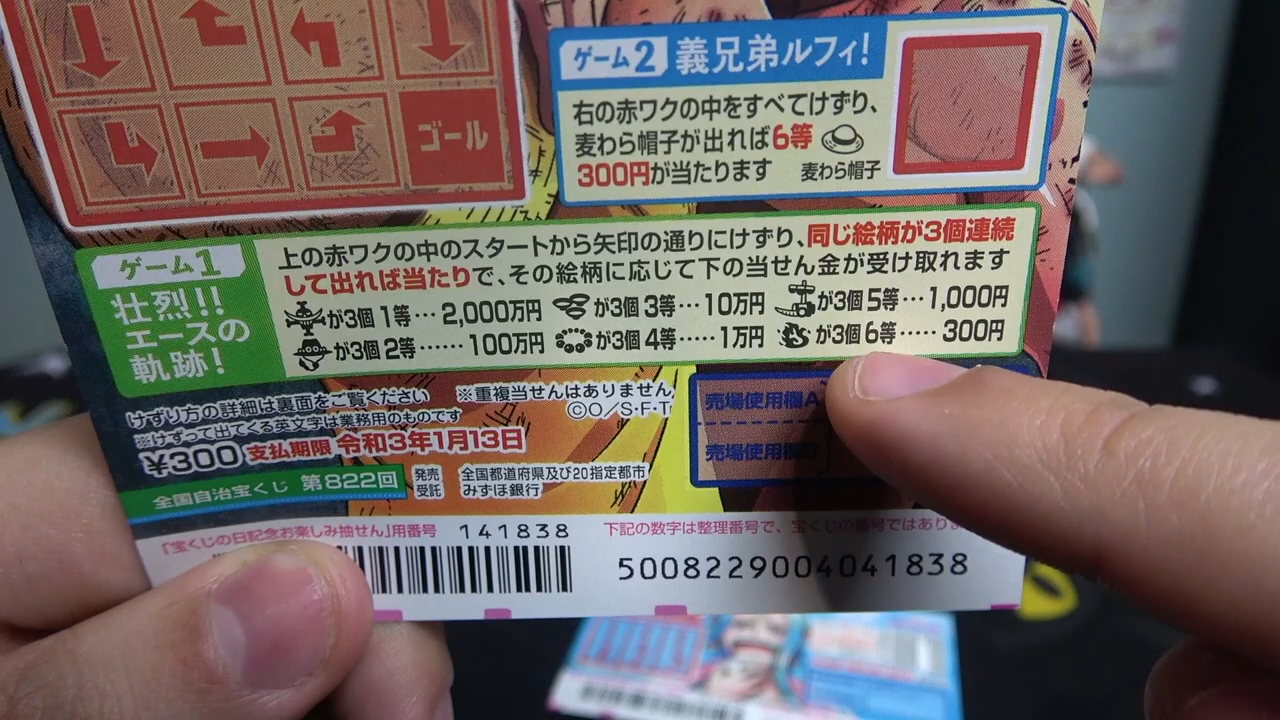 ゴール
ゲーム2 義兄弟ルフィ!
右の赤ワクの中をすべてけずり、
麦わら帽子が出れば6等
300円が当たります 麦わら帽子
ゲーム1
壮烈!!
エースの
軌跡!
上の赤ワクの中のスタートから矢印の通りにけずり、同じ絵柄が3個連続
して出れば当たりで、その絵柄に応じて下の当せん金が受け取れます
が3個 1等…2,000万円 が3個 3等…10万円 が3個 5等…1,000円
が3個 2等……100万円 が3個 4等……1万円 が3個 6等……300円
けずり方の詳細は裏面をご覧ください
※けずって出てくる英文字は業務用のものです
※重複当せんはありません
©O/S・F・T
¥300 支払期限 令和3年1月13日
全国自治宝くじ 第822回
発売 全国都道府県及び20指定都市
受託 みずほ銀行
売場使用欄A
売場使用欄B
「宝くじの日記念お楽しみ抽せん」用番号 141838
下記の数字は整理番号で、宝くじの番号ではありま
5008229004041838